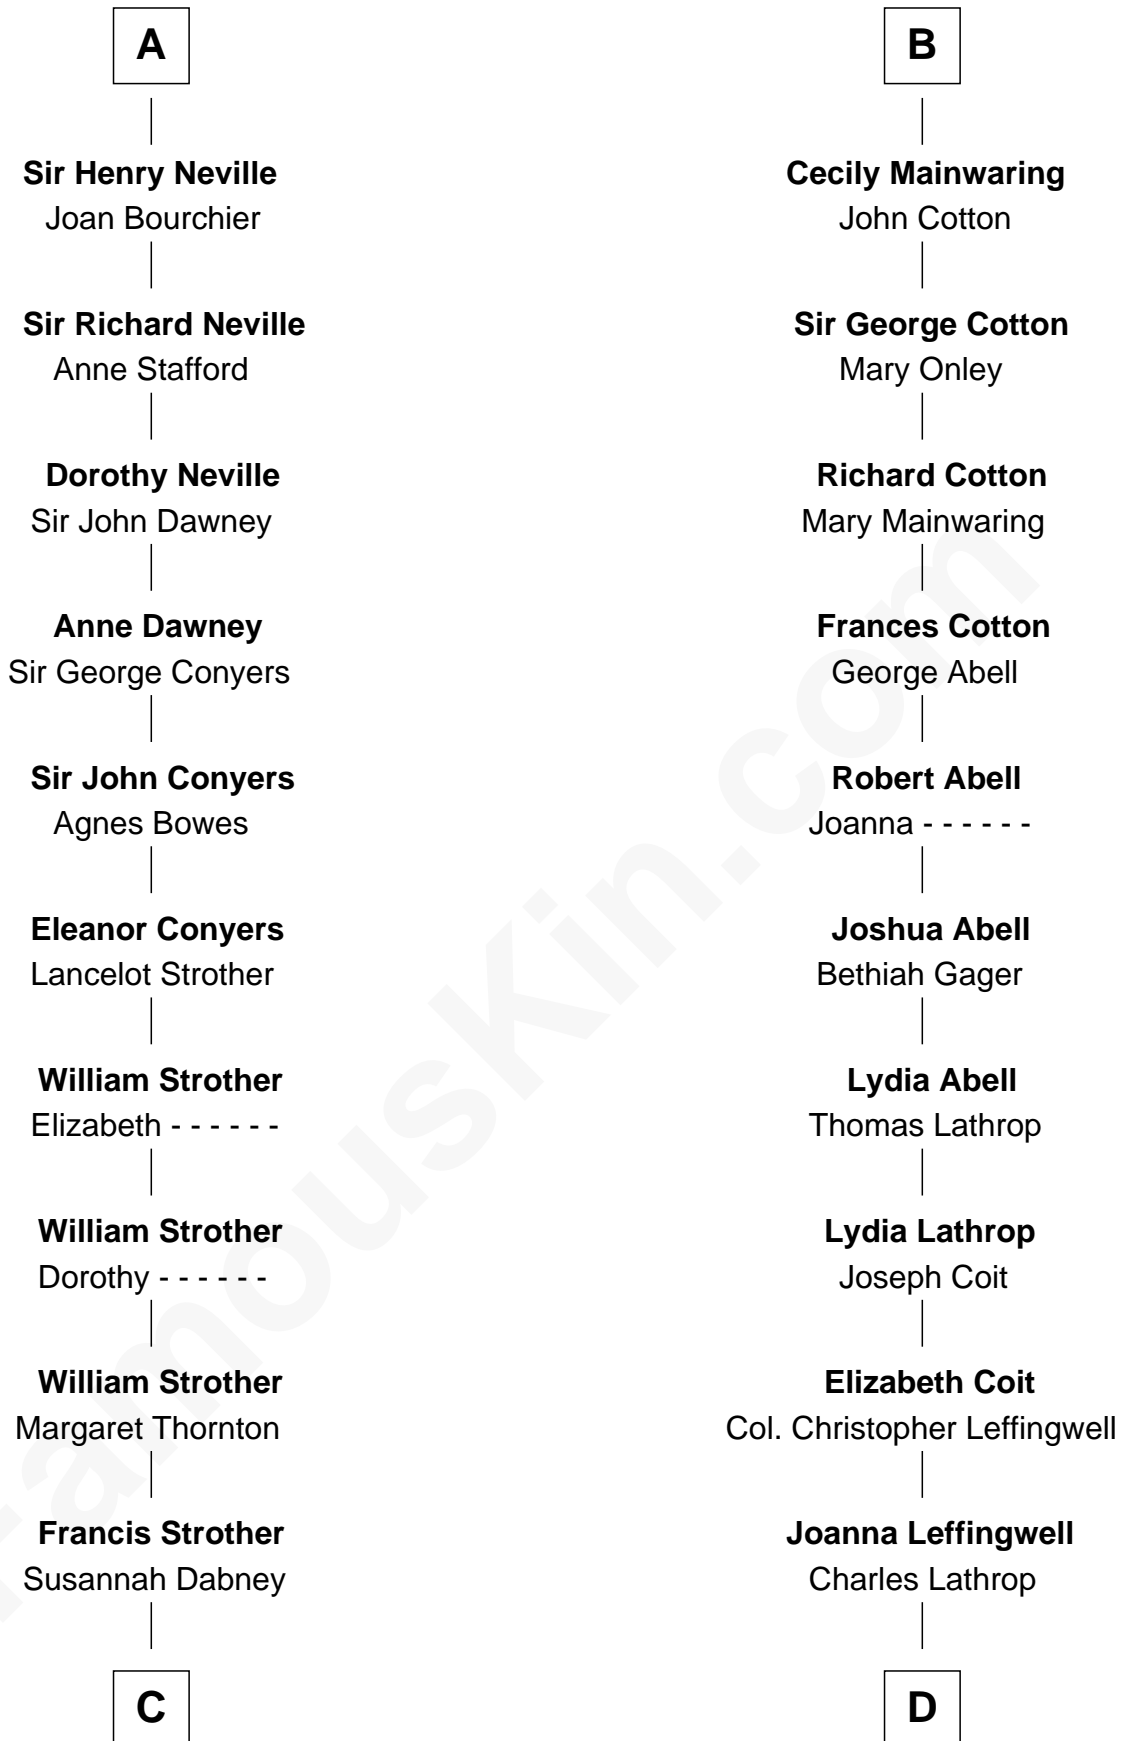 A
Sir Henry Neville
Joan Bourchier
Sir Richard Neville
Anne Stafford
Dorothy Neville
Sir John Dawney
Anne Dawney
Sir George Conyers
Sir John Conyers
Agnes Bowes
Eleanor Conyers
Lancelot Strother
William Strother
Elizabeth - - - - - -
William Strother
Dorothy - - - - - -
William Strother
Margaret Thornton
Francis Strother
Susannah Dabney
C
B
Cecily Mainwaring
John Cotton
Sir George Cotton
Mary Onley
Richard Cotton
Mary Mainwaring
Frances Cotton
George Abell
Robert Abell
Joanna - - - - - -
Joshua Abell
Bethiah Gager
Lydia Abell
Thomas Lathrop
Lydia Lathrop
Joseph Coit
Elizabeth Coit
Col. Christopher Leffingwell
Joanna Leffingwell
Charles Lathrop
D
FamousKin.com